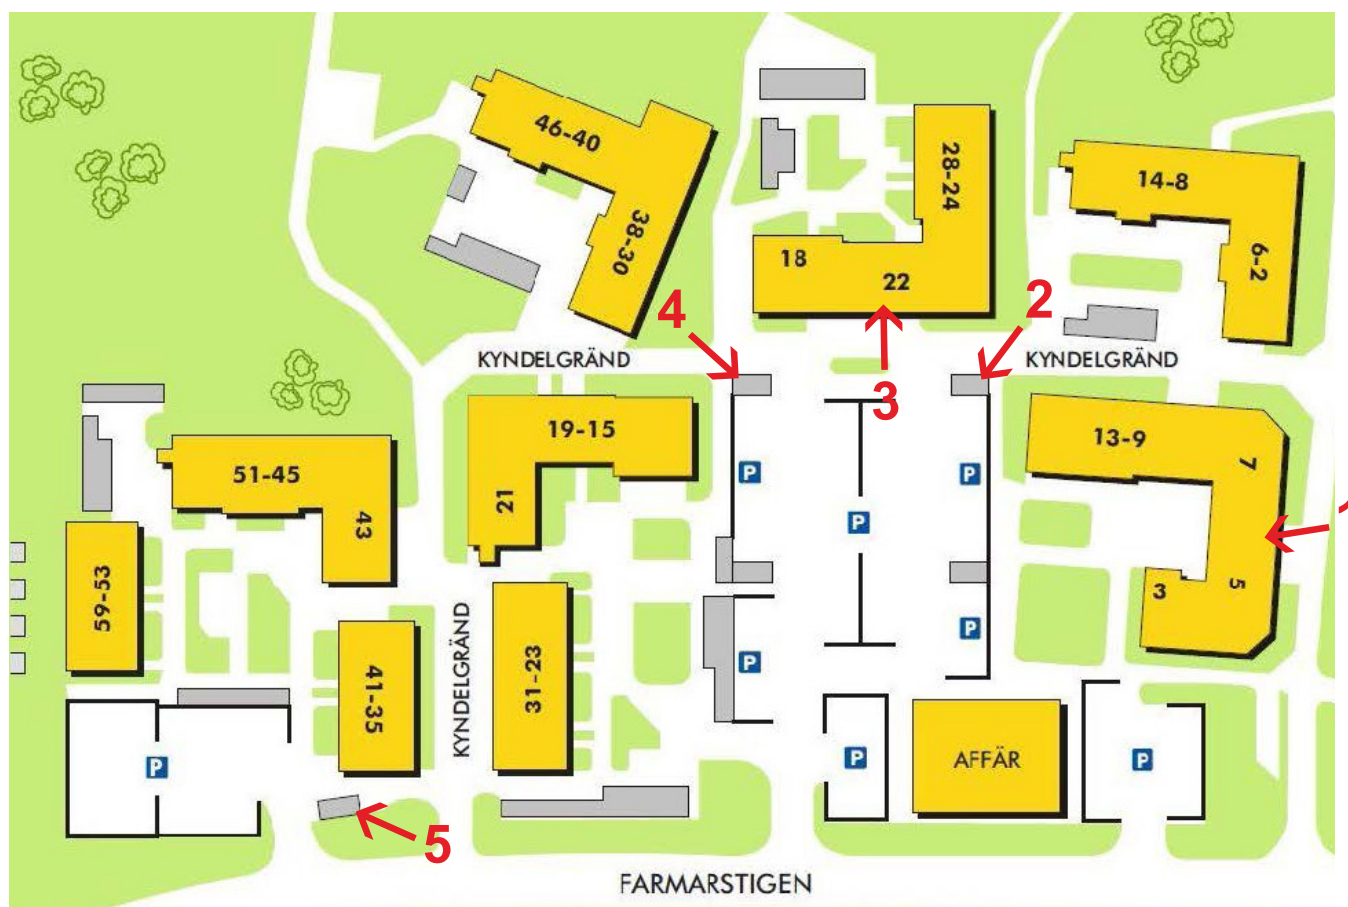 46-40
28-24
14-8
38-30
6-2
18
22
4
2
3
KYNDELGRÄND
KYNDELGRÄND
19-15
13-9
7
51-45
P
P
21
43
P
1
59-53
5
3
31-23
41-35
KYNDELGRÄND
P
P
P
P
AFFÄR
P
5
FARMARSTIGEN